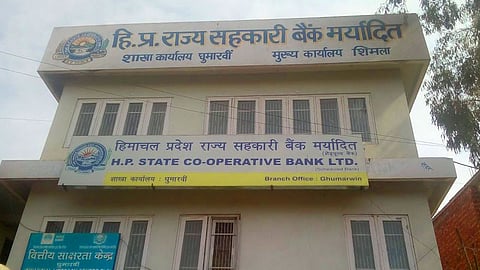 हि.प्र. राज्य सहकारी बैंक मर्यादित
शाखा कार्यालय घुमारवीं मुख्य कार्यालय शिमला
हिमाचल प्रदेश राज्य सहकारी बैंक मर्यादित
H.P. STATE CO-OPERATIVE BANK LTD.
(Scheduled Bank)
शाखा कार्यालय : घुमारवीं Branch Office : Ghumarwin
वित्तीय साक्षरता केन्द्र
घुमारवीं